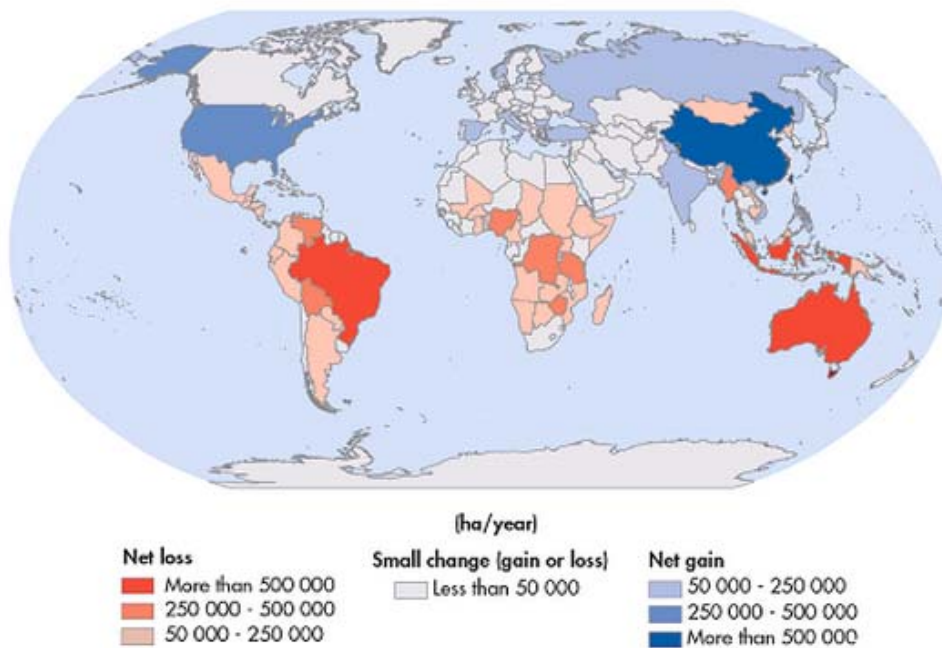 (ha/year)
Net loss
More than 500 000
250 000 - 500 000
50 000 - 250 000
Small change (gain or loss)
Less than 50 000
Net gain
50 000 - 250 000
250 000 - 500 000
More than 500 000